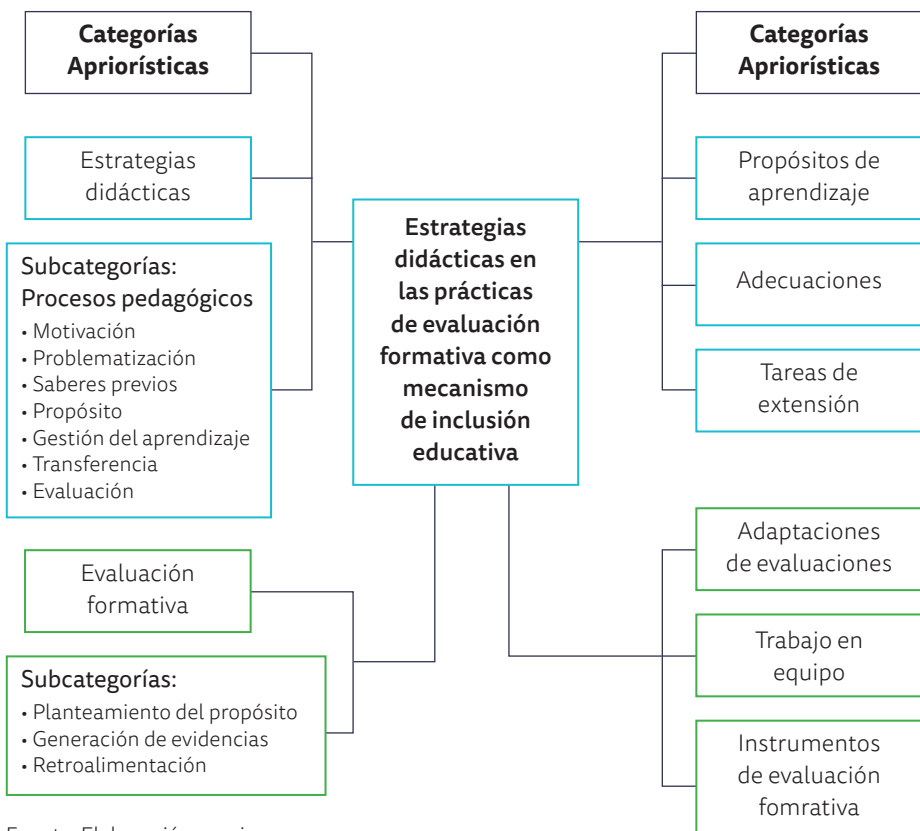 Categorías
Apriorísticas
Estrategias
didácticas
Subcategorías:
Procesos pedagógicos
• Motivación
• Problematización
• Saberes previos
• Propósito
• Gestión del aprendizaje
• Transferencia
• Evaluación
Evaluación
formativa
Subcategorías:
• Planteamiento del propósito
• Generación de evidencias
• Retroalimentación
Estrategias
didácticas en
las prácticas
de evaluación
formativa como
mecanismo
de inclusión
educativa
Categorías
Apriorísticas
Propósitos de
aprendizaje
Adecuaciones
Tareas de
extensión
Adaptaciones
de evaluaciones
Trabajo en
equipo
Instrumentos
de evaluación
fomrativa